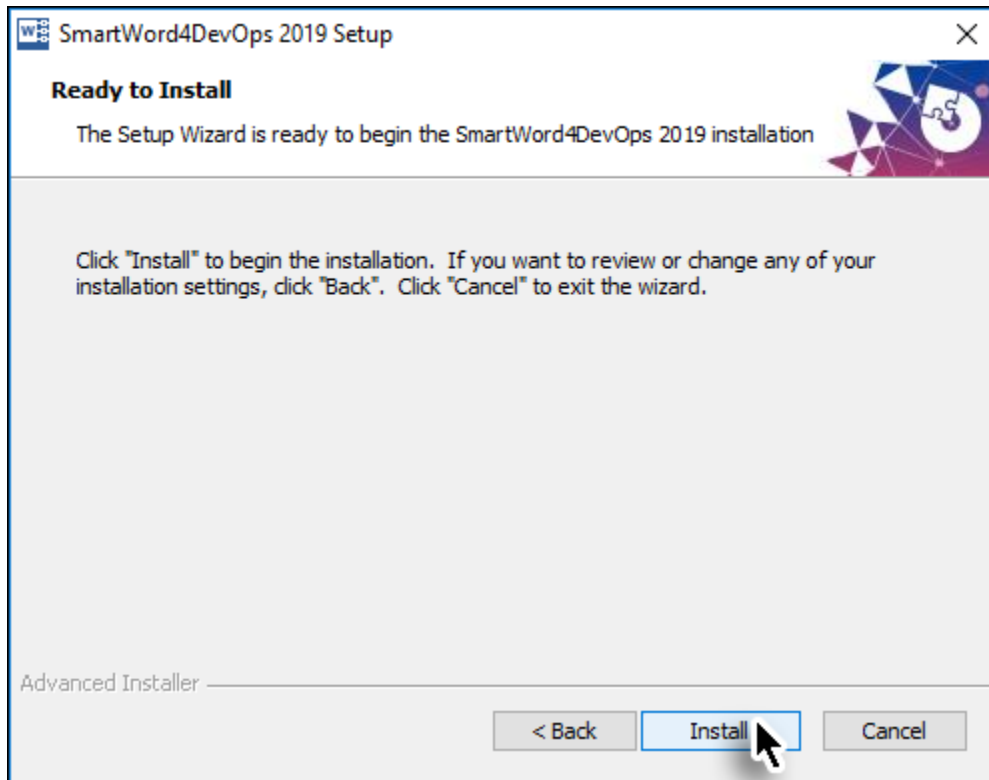 SmartWord4DevOps 2019 Setup
Ready to Install
The Setup Wizard is ready to begin the SmartWord4DevOps 2019 installation
Click "Install" to begin the installation.  If you want to review or change any of your
installation settings, click "Back".  Click "Cancel" to exit the wizard.
Advanced Installer
< Back
Install
Cancel